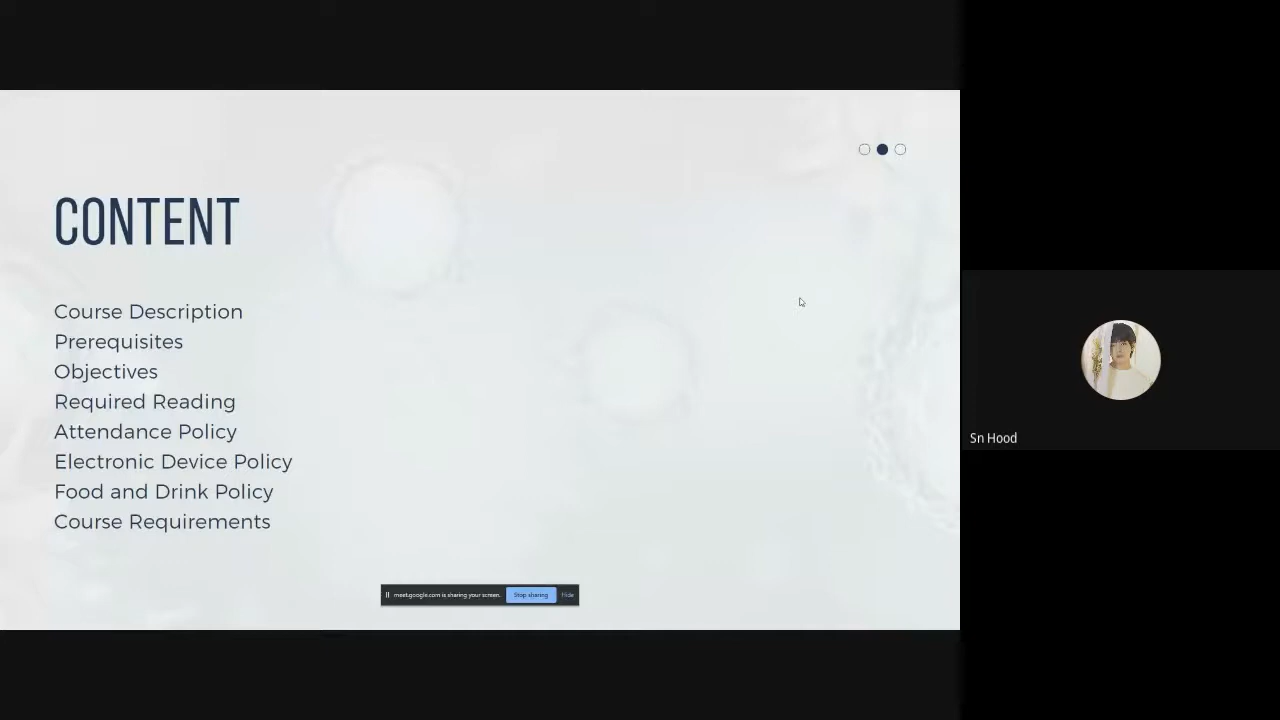 CONTENT
Course Description
Prerequisites
Objectives
Required Reading
Attendance Policy
Electronic Device Policy
Food and Drink Policy
Course Requirements
meet.google.com is sharing your screen. Stop sharing Hide
Sn Hood